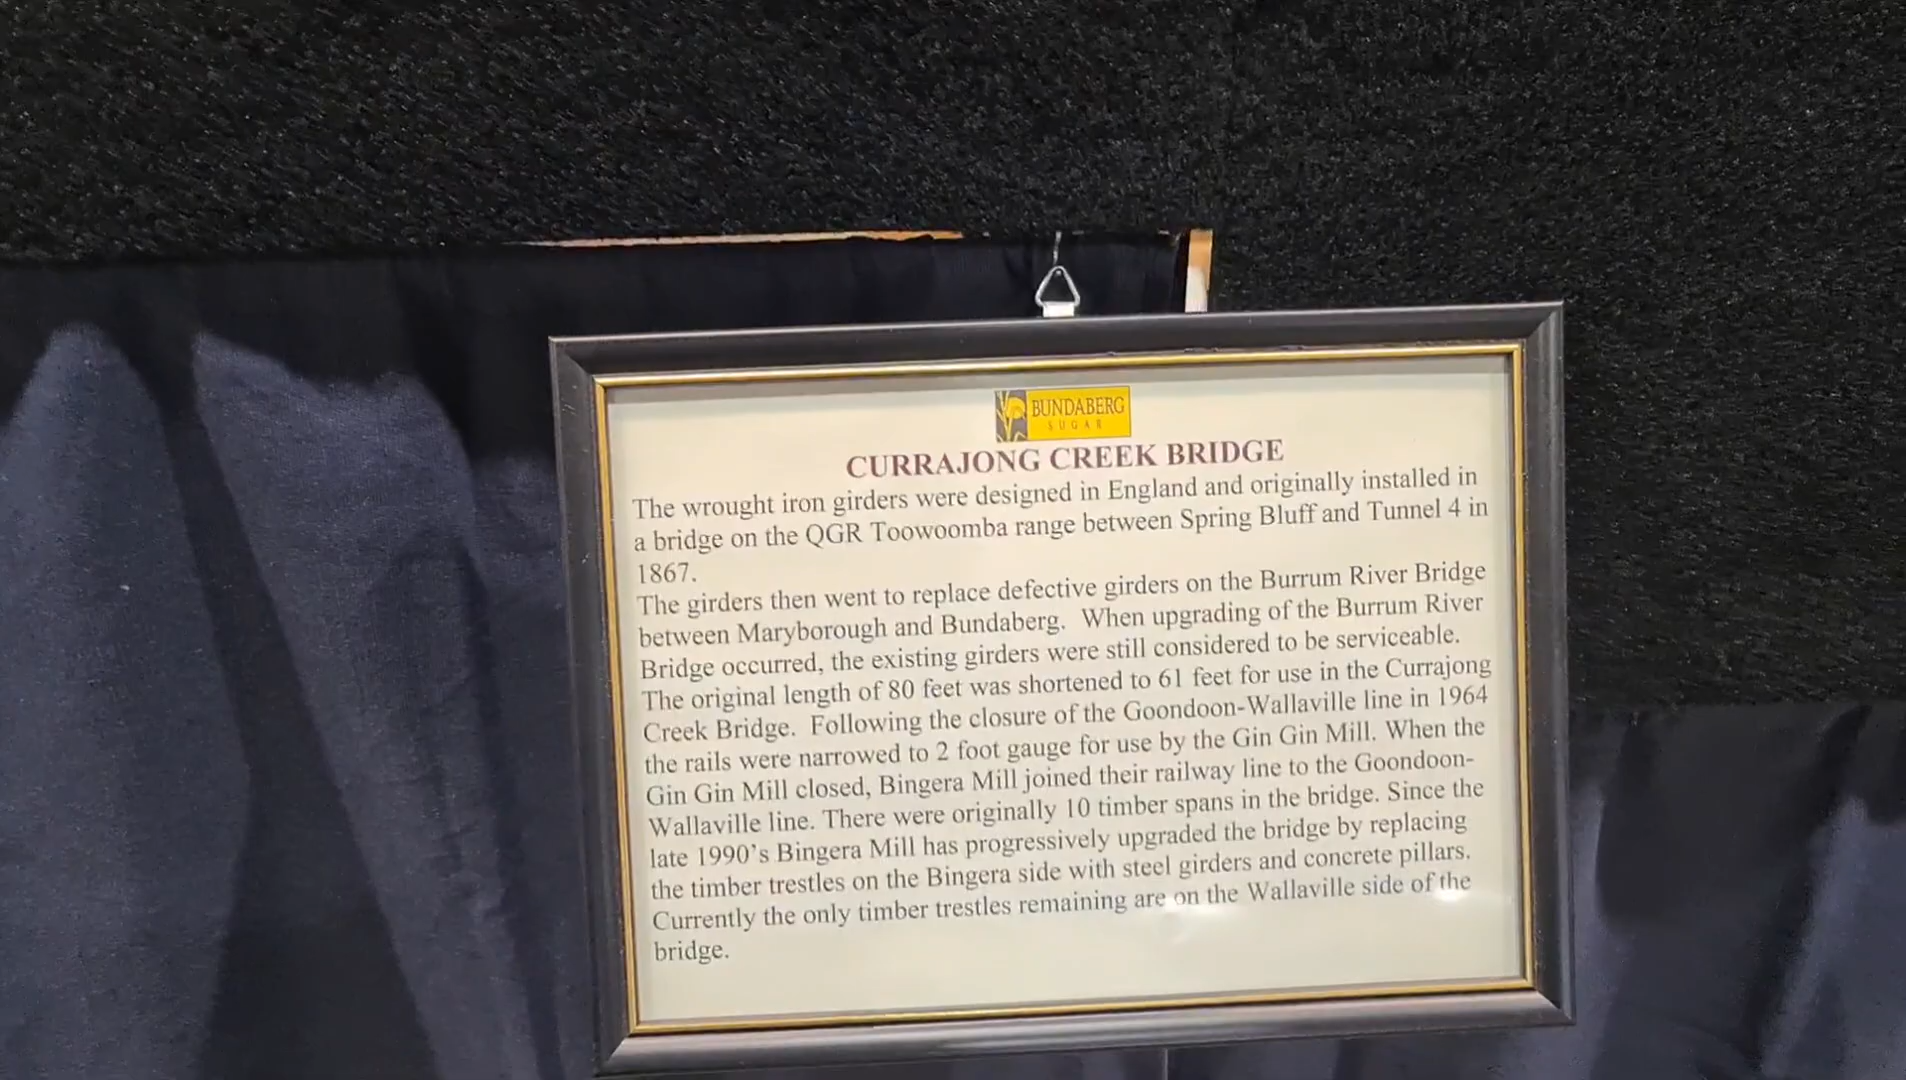 BUNDABERG
SUGAR
CURRAJONG CREEK BRIDGE
The wrought iron girders were designed in England and originally installed in
a bridge on the QGR Toowoomba range between Spring Bluff and Tunnel 4 in
1867.
The girders then went to replace defective girders on the Burrum River Bridge
between Maryborough and Bundaberg. When upgrading of the Burrum River
Bridge occurred, the existing girders were still considered to be serviceable.
The original length of 80 feet was shortened to 61 feet for use in the Currajong
Creek Bridge. Following the closure of the Goondoon-Wallaville line in 1964
the rails were narrowed to 2 foot gauge for use by the Gin Gin Mill. When the
Gin Gin Mill closed, Bingera Mill joined their railway line to the Goondoon-
Wallaville line. There were originally 10 timber spans in the bridge. Since the
late 1990's Bingera Mill has progressively upgraded the bridge by replacing
the timber trestles on the Bingera side with steel girders and concrete pillars.
Currently the only timber trestles remaining are on the Wallaville side of the
bridge.